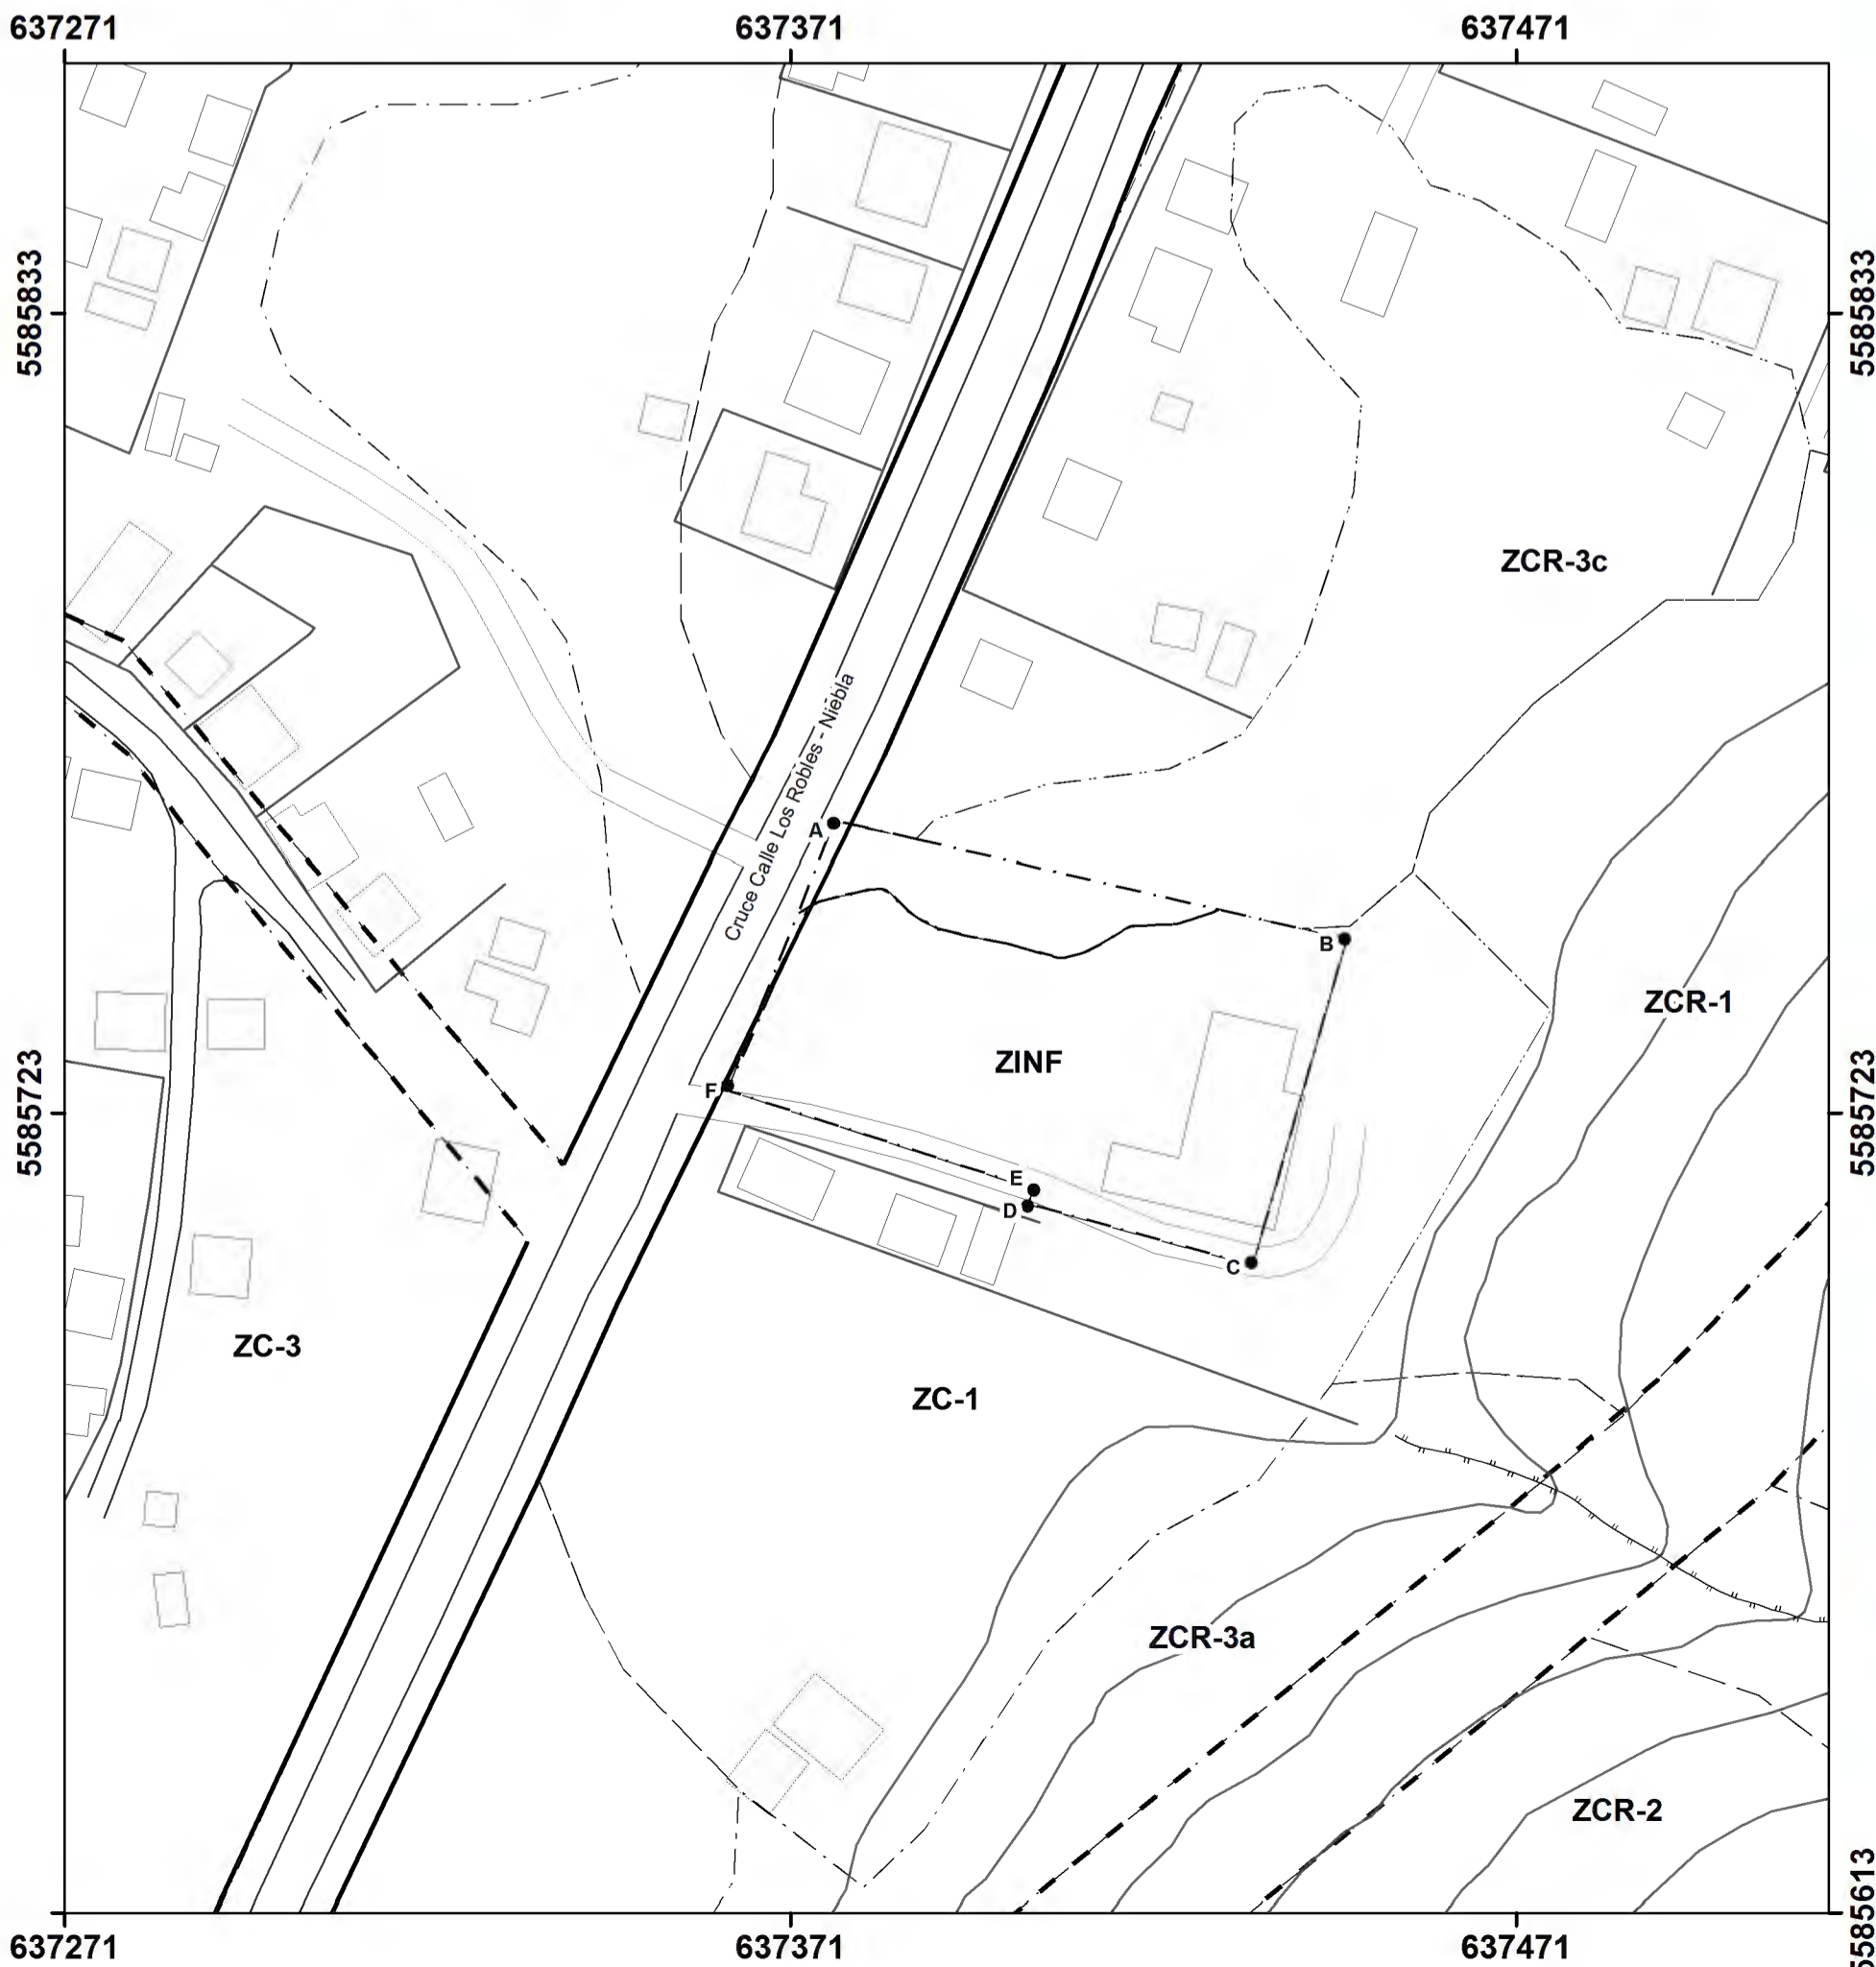 637271
637371
637471
5585833
5585833
ZCR-3c
Cruce Calle Los Robles - Niebla
A
B
ZCR-1
ZINF
5585723
5585723
F
E
D
C
ZC-3
ZC-1
ZCR-3a
ZCR-2
5585613
637271
637371
637471